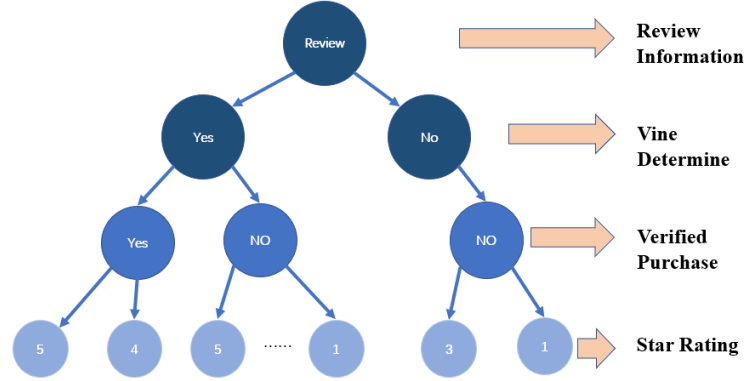 Review
Review
Information
Yes
No
Vine
Determine
Yes
NO
NO
Verified
Purchase
5
4
5
......
1
3
1
Star Rating